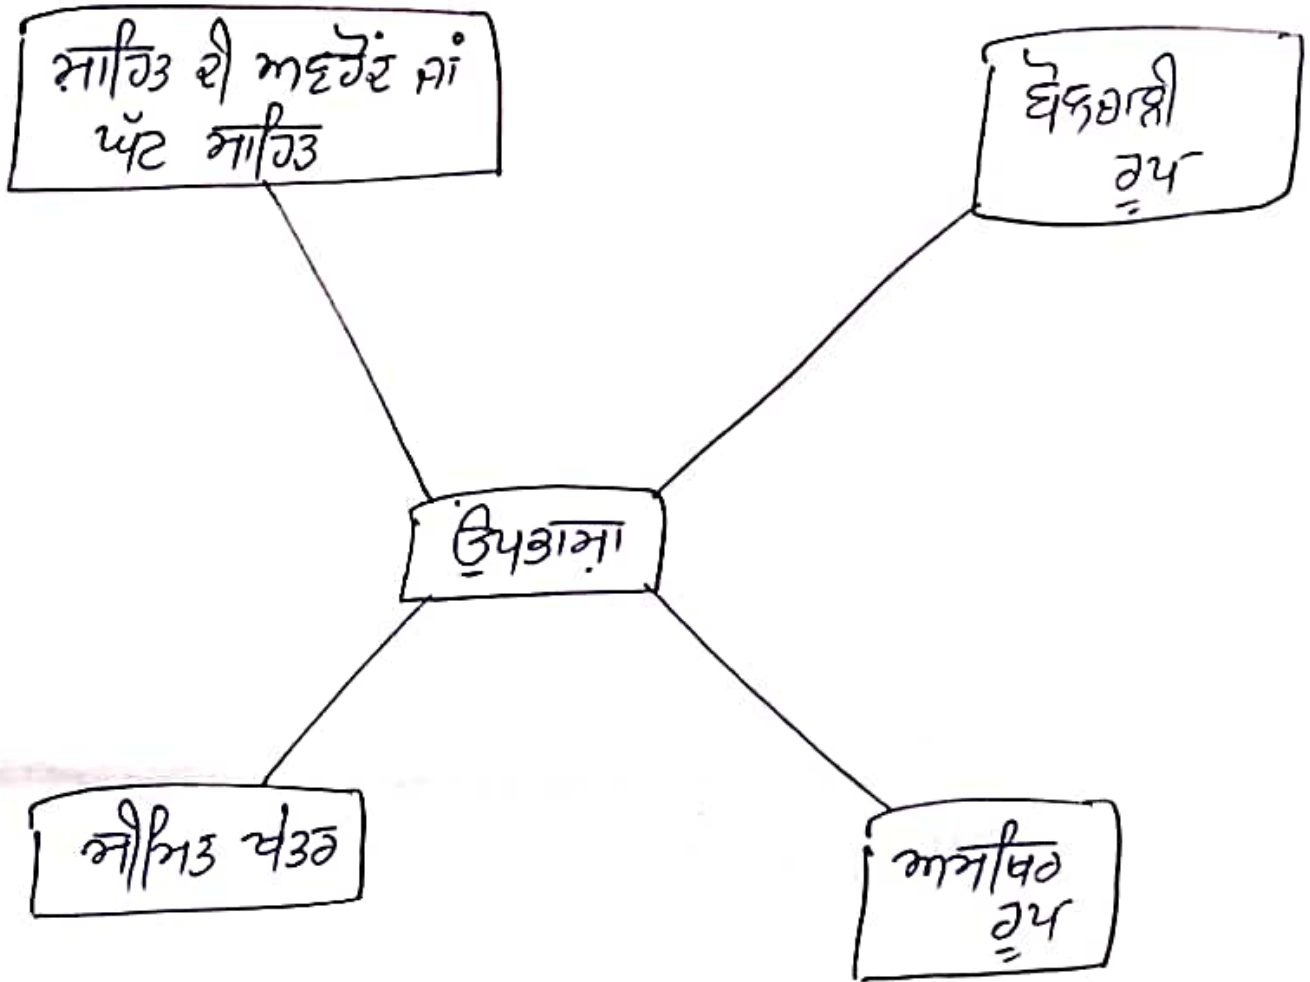 ਸਾਹਿਤ ਦੀ ਅਣਹੋਂਦ ਜਾਂ
ਘੱਟ ਸਾਹਿਤ
ਬੋਲਚਾਲੀ
ਰੂਪ
ਉਪਭਾਸ਼ਾ
ਸੀਮਿਤ ਖੇਤਰ
ਅਸਥਿਰ
ਰੂਪ